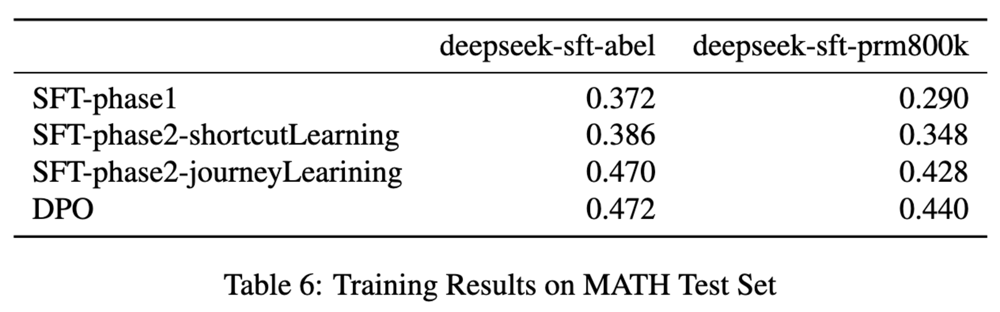 deepseek-sft-abel deepseek-sft-prm800k
SFT-phase1 0.372 0.290
SFT-phase2-shortcutLearning 0.386 0.348
SFT-phase2-journeyLearining 0.470 0.428
DPO 0.472 0.440
Table 6: Training Results on MATH Test Set